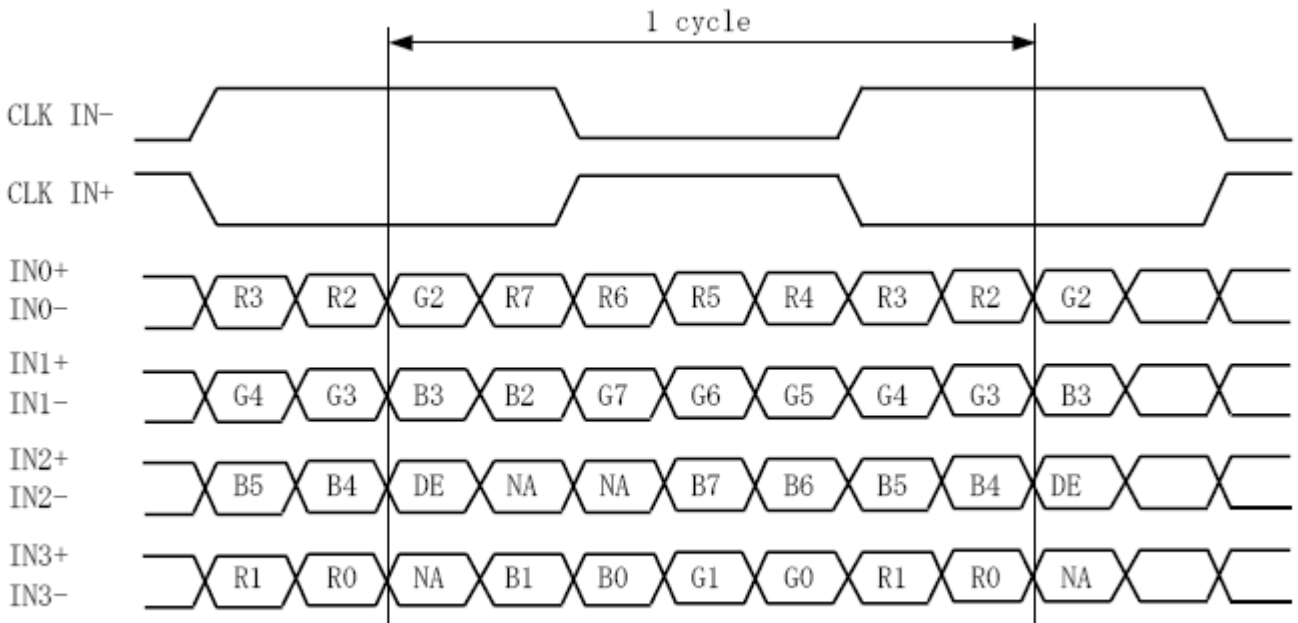 1 cycle
CLK IN-
CLK IN+
IN0+
IN0-
R3 R2 G2 R7 R6 R5 R4 R3 R2 G2
IN1+
IN1-
G4 G3 B3 B2 G7 G6 G5 G4 G3 B3
IN2+
IN2-
B5 B4 DE NA NA B7 B6 B5 B4 DE
IN3+
IN3-
R1 R0 NA B1 B0 G1 G0 R1 R0 NA